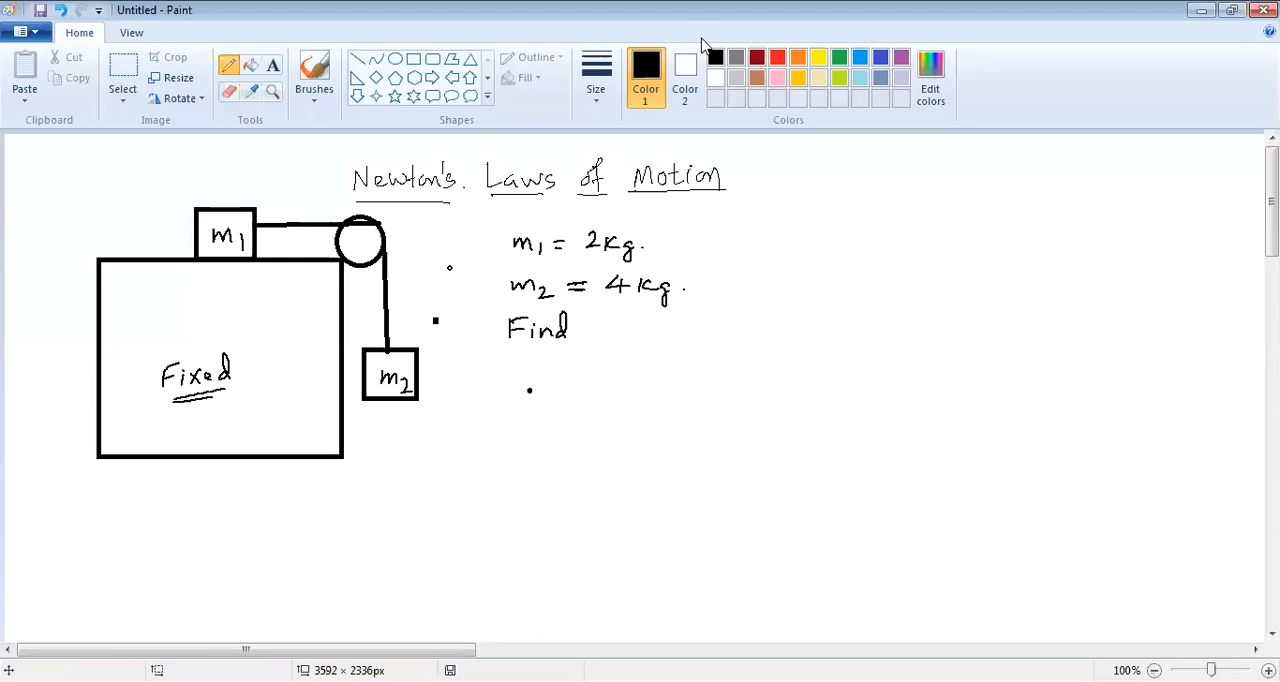 Untitled - Paint
Home View
Cut
Copy
Paste
Clipboard
Select
Crop
Resize
Rotate
Image
Tools
Brushes
Shapes
Outline
Fill
Size
Color 1
Color 2
Colors
Edit colors
Newton's. Laws of Motion
m1
m1 = 2kg.
m2 = 4kg.
Find
Fixed
m2
3592 × 2336px
100%